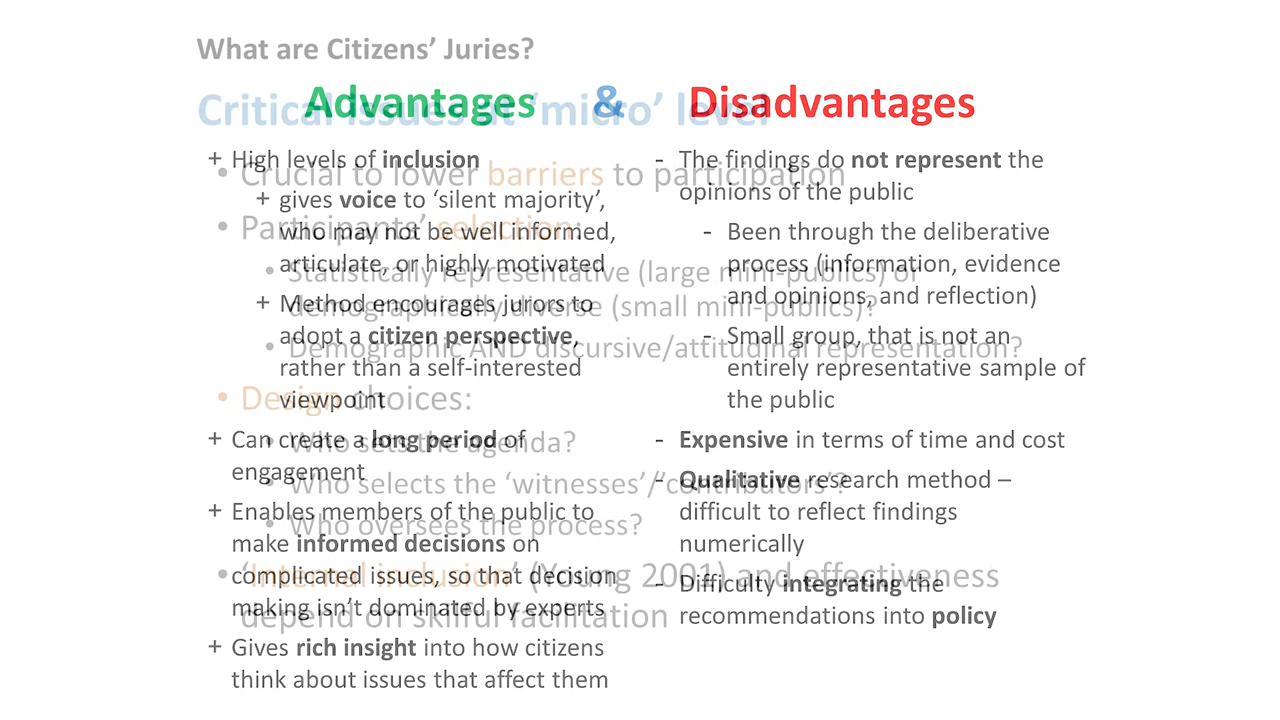 What are Citizens’ Juries?
Advantages & Disadvantages
+ High levels of inclusion
+ gives voice to ‘silent majority’,
who may not be well informed,
articulate, or highly motivated
+ Method encourages jurors to
adopt a citizen perspective,
rather than a self-interested
viewpoint
+ Can create a long period of
engagement
+ Enables members of the public to
make informed decisions on
complicated issues, so that decision
making isn’t dominated by experts
+ Gives rich insight into how citizens
think about issues that affect them
- The findings do not represent the
opinions of the public
- Been through the deliberative
process (information, evidence
and opinions, and reflection)
- Small group, that is not an
entirely representative sample of
the public
- Expensive in terms of time and cost
- Qualitative research method –
difficult to reflect findings
numerically
- Difficulty integrating the
recommendations into policy
Critical issues at ‘micro’ level
• Crucial to lower barriers to participation
• Participants’ selection:
• Statistically representative (large mini-publics) or
demographically diverse (small mini-publics)?
• Demographic AND discursive/attitudinal representation?
• Design choices:
• Who sets the agenda?
• Who selects the ‘witnesses’/‘contributors’?
• Who oversees the process?
• ‘Internal inclusion’ (Young 2001) and effectiveness
depend on skilful facilitation